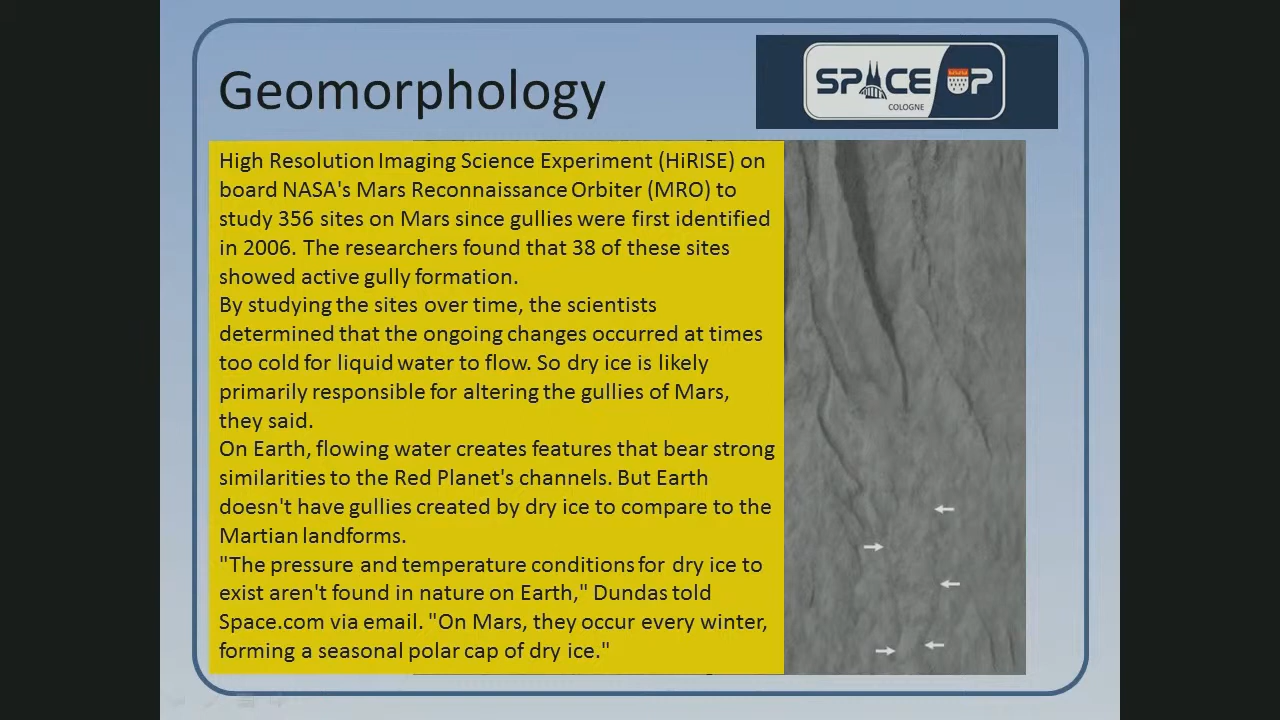 Geomorphology
SPACE UP
COLOGNE
High Resolution Imaging Science Experiment (HiRISE) on
board NASA's Mars Reconnaissance Orbiter (MRO) to
study 356 sites on Mars since gullies were first identified
in 2006. The researchers found that 38 of these sites
showed active gully formation.
By studying the sites over time, the scientists
determined that the ongoing changes occurred at times
too cold for liquid water to flow. So dry ice is likely
primarily responsible for altering the gullies of Mars,
they said.
On Earth, flowing water creates features that bear strong
similarities to the Red Planet's channels. But Earth
doesn't have gullies created by dry ice to compare to the
Martian landforms.
"The pressure and temperature conditions for dry ice to
exist aren't found in nature on Earth," Dundas told
Space.com via email. "On Mars, they occur every winter,
forming a seasonal polar cap of dry ice."